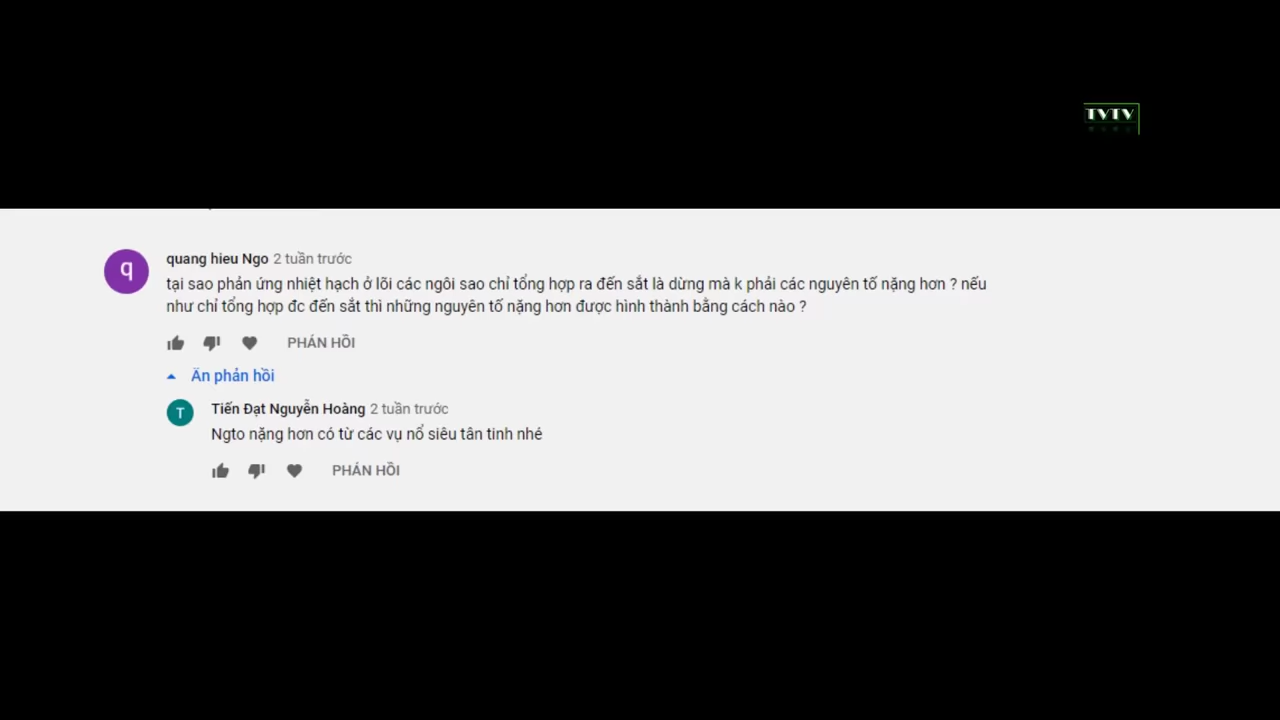 TVTV
quang hieu Ngo 2 tuần trước
tại sao phản ứng nhiệt hạch ở lõi các ngôi sao chỉ tổng hợp ra đến sắt là dừng mà k phải các nguyên tố nặng hơn ? nếu
như chỉ tổng hợp đc đến sắt thì những nguyên tố nặng hơn được hình thành bằng cách nào ?
PHẢN HỒI
Ẩn phản hồi
Tiến Đạt Nguyễn Hoàng 2 tuần trước
Ngto nặng hơn có từ các vụ nổ siêu tân tinh nhé
PHẢN HỒI
q
T